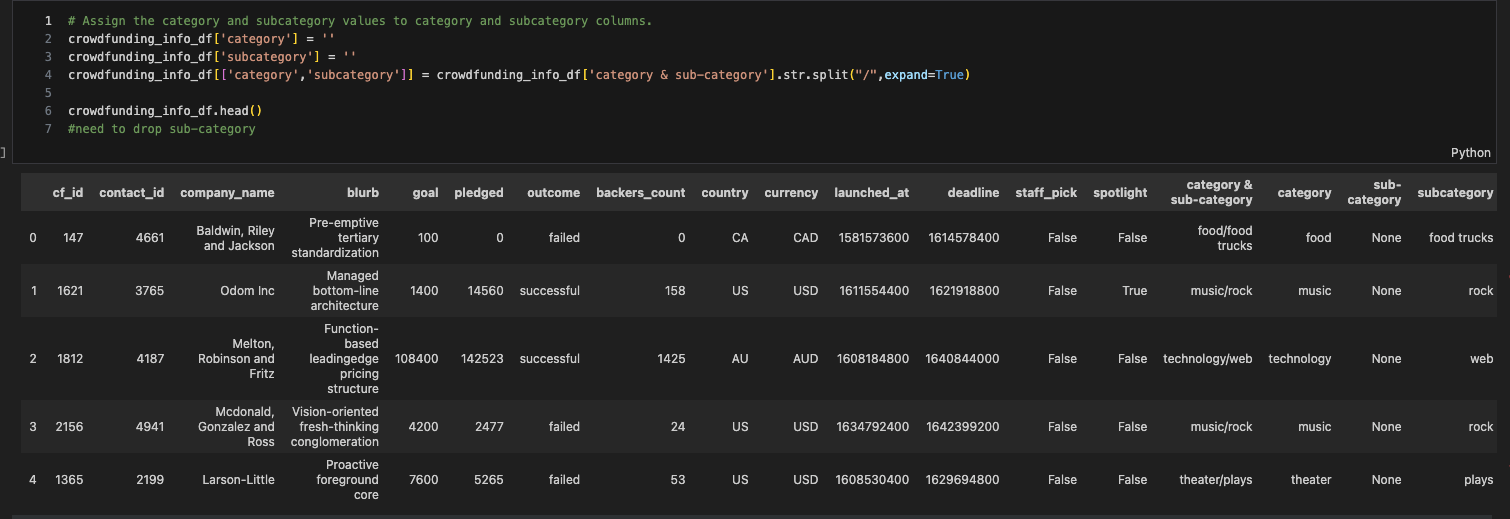 1 # Assign the category and subcategory values to category and subcategory columns.
2 crowdfunding_info_df['category'] = ''
3 crowdfunding_info_df['subcategory'] = ''
4 crowdfunding_info_df[['category','subcategory']] = crowdfunding_info_df['category & sub-category'].str.split("/",expand=True)
5
6 crowdfunding_info_df.head()
7 #need to drop sub-category
]
Python
cf_id contact_id company_name blurb goal pledged outcome backers_count country currency launched_at deadline staff_pick spotlight category & sub-category category sub-category subcategory
0 147 4661 Baldwin, Riley and Jackson Pre-emptive tertiary standardization 100 0 failed 0 CA CAD 1581573600 1614578400 False False food/food trucks food None food trucks
1 1621 3765 Odom Inc Managed bottom-line architecture 1400 14560 successful 158 US USD 1611554400 1621918800 False True music/rock music None rock
2 1812 4187 Melton, Robinson and Fritz Function-based leadingedge pricing structure 108400 142523 successful 1425 AU AUD 1608184800 1640844000 False False technology/web technology None web
3 2156 4941 Mcdonald, Gonzalez and Ross Vision-oriented fresh-thinking conglomeration 4200 2477 failed 24 US USD 1634792400 1642399200 False False music/rock music None rock
4 1365 2199 Larson-Little Proactive foreground core 7600 5265 failed 53 US USD 1608530400 1629694800 False False theater/plays theater None plays